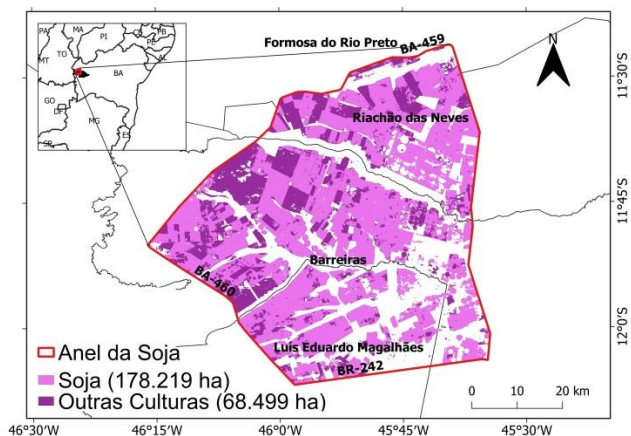 PA
MA
CE
PB
PI
PE
TO
AL
MT
BA
GO
DF
MG
ES
SP
Formosa do Rio Preto
BA-459
N
Riachão das Neves
Barreiras
BA-460
Luís Eduardo Magalhães
BR-242
Anel da Soja
Soja (178.219 ha)
Outras Culturas (68.499 ha)
0 10 20 km
11°30'S
11°45'S
12°0'S
46°30'W 46°15'W 46°0'W 45°45'W 45°30'W